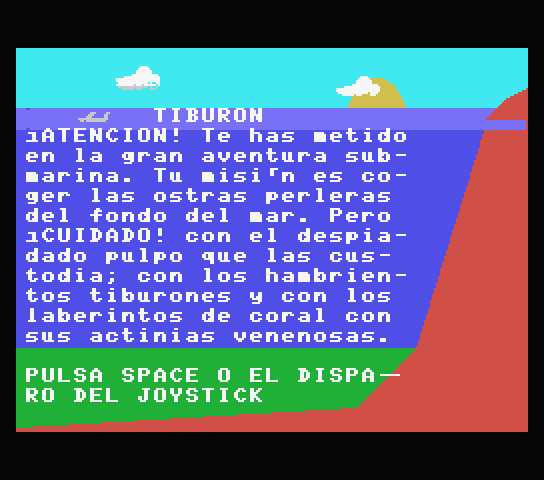 TIBURON
¡ATENCION! Te has metido
en la gran aventura sub-
marina. Tu misi'n es co-
ger las ostras perleras
del fondo del mar. Pero
¡CUIDADO! con el despia-
dado pulpo que las cus-
todia; con los hambrien-
tos tiburones y con los
laberintos de coral con
sus actinias venenosas.
PULSA SPACE O EL DISPA—
RO DEL JOYSTICK